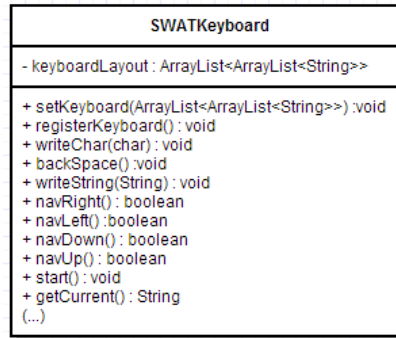 SWATKeyboard
- keyboardLayout : ArrayList<ArrayList<String>>
+ setKeyboard(ArrayList<ArrayList<String>>) :void
+ registerKeyboard() : void
+ writeChar(char) : void
+ backSpace() :void
+ writeString(String) : void
+ navRight() : boolean
+ navLeft() :boolean
+ navDown() : boolean
+ navUp() : boolean
+ start() : void
+ getCurrent() : String
(...)